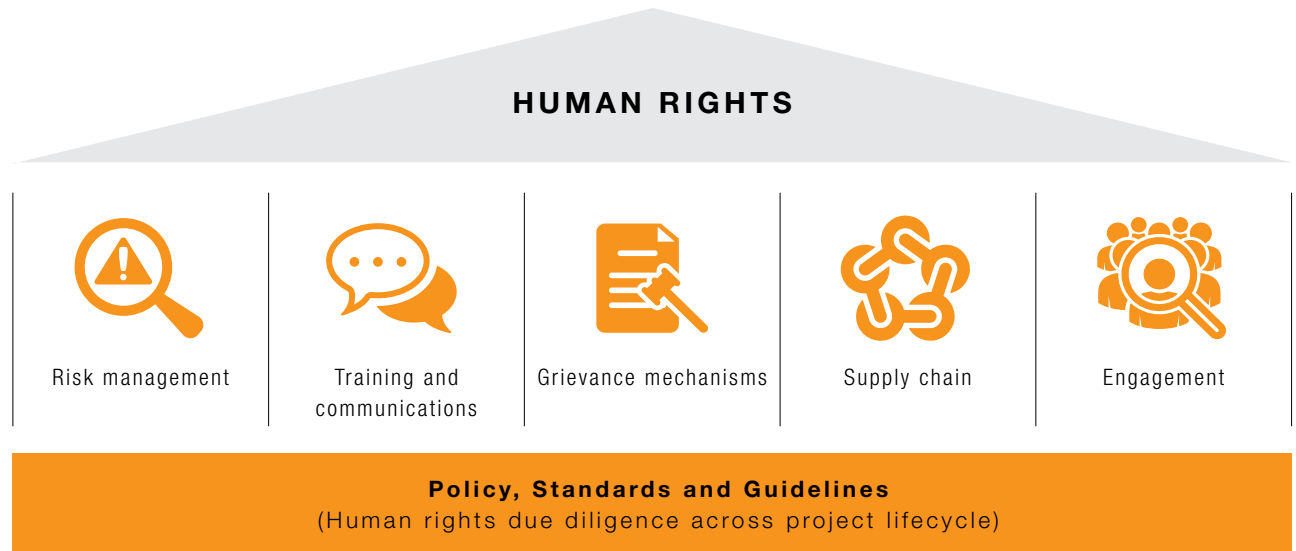 HUMAN RIGHTS
Risk management
Training and
communications
Grievance mechanisms
Supply chain
Engagement
Policy, Standards and Guidelines
(Human rights due diligence across project lifecycle)